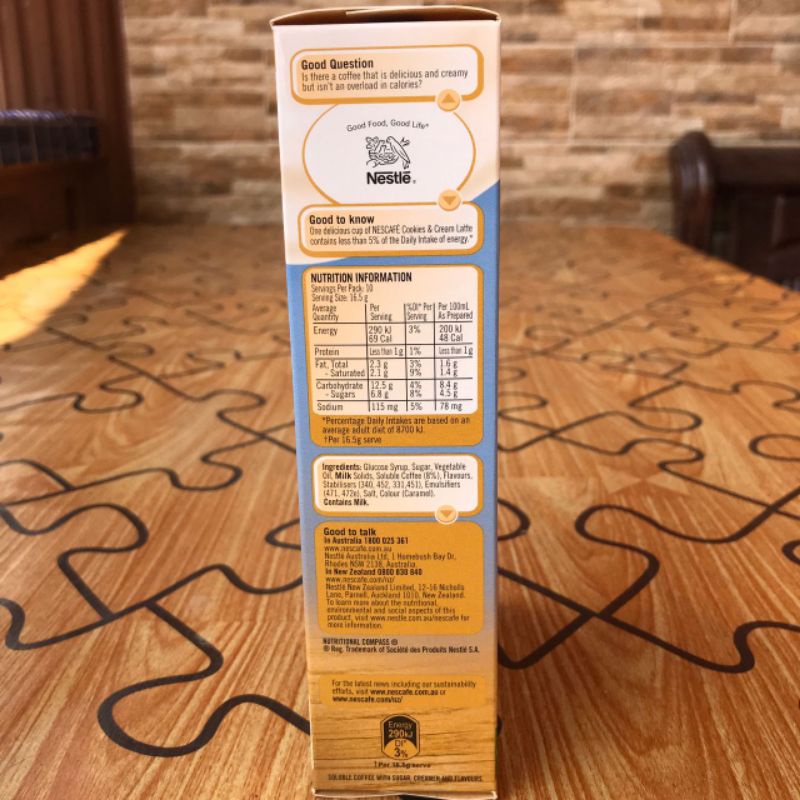 Good Question
Is there a coffee that is delicious and creamy
but isn't an overload in calories?
Good Food, Good Life*
Nestlé®
Good to know
One delicious cup of NESCAFÉ Cookies & Cream Latte
contains less than 5% of the Daily Intake of energy.*
NUTRITION INFORMATION
Servings Per Pack: 10
Serving Size: 16.5 g
Average Quantity Per Serving %DI* Per† Serving Per 100mL As Prepared
Energy 290 kJ 3% 200 kJ
69 Cal 48 Cal
Protein Less than 1g 1% Less than 1g
Fat, Total 2.3 g 3% 1.6 g
- Saturated 2.1 g 9% 1.4 g
Carbohydrate 12.5 g 4% 8.4 g
- Sugars 6.8 g 8% 4.5 g
Sodium 115 mg 5% 78 mg
*Percentage Daily Intakes are based on an
average adult diet of 8700 kJ.
†Per 16.5g serve
Ingredients: Glucose Syrup, Sugar, Vegetable
Oil, Milk Solids, Soluble Coffee (8%), Flavours,
Stabilisers (340, 452, 331,451), Emulsifiers
(471, 472e), Salt, Colour (Caramel).
Contains Milk.
Good to talk
In Australia 1800 025 361
www.nescafe.com.au
Nestlé Australia Ltd, 1 Homebush Bay Dr,
Rhodes NSW 2138, Australia.
In New Zealand 0800 830 840
www.nescafe.com/nz/
Nestlé New Zealand Limited, 12-16 Nicholls
Lane, Parnell, Auckland 1010, New Zealand.
To learn more about the nutritional,
environmental and social aspects of this
product, visit www.nestle.com.au/nescafe for
more information.
NUTRITIONAL COMPASS ®
® Reg. Trademark of Société des Produits Nestlé S.A.
For the latest news including our sustainability
efforts, visit www.nescafe.com.au or
www.nescafe.com/nz/
Energy
290kJ
DI*
3%
†Per 16.5g serve
SOLUBLE COFFEE WITH SUGAR, CREAMER AND FLAVOURS.